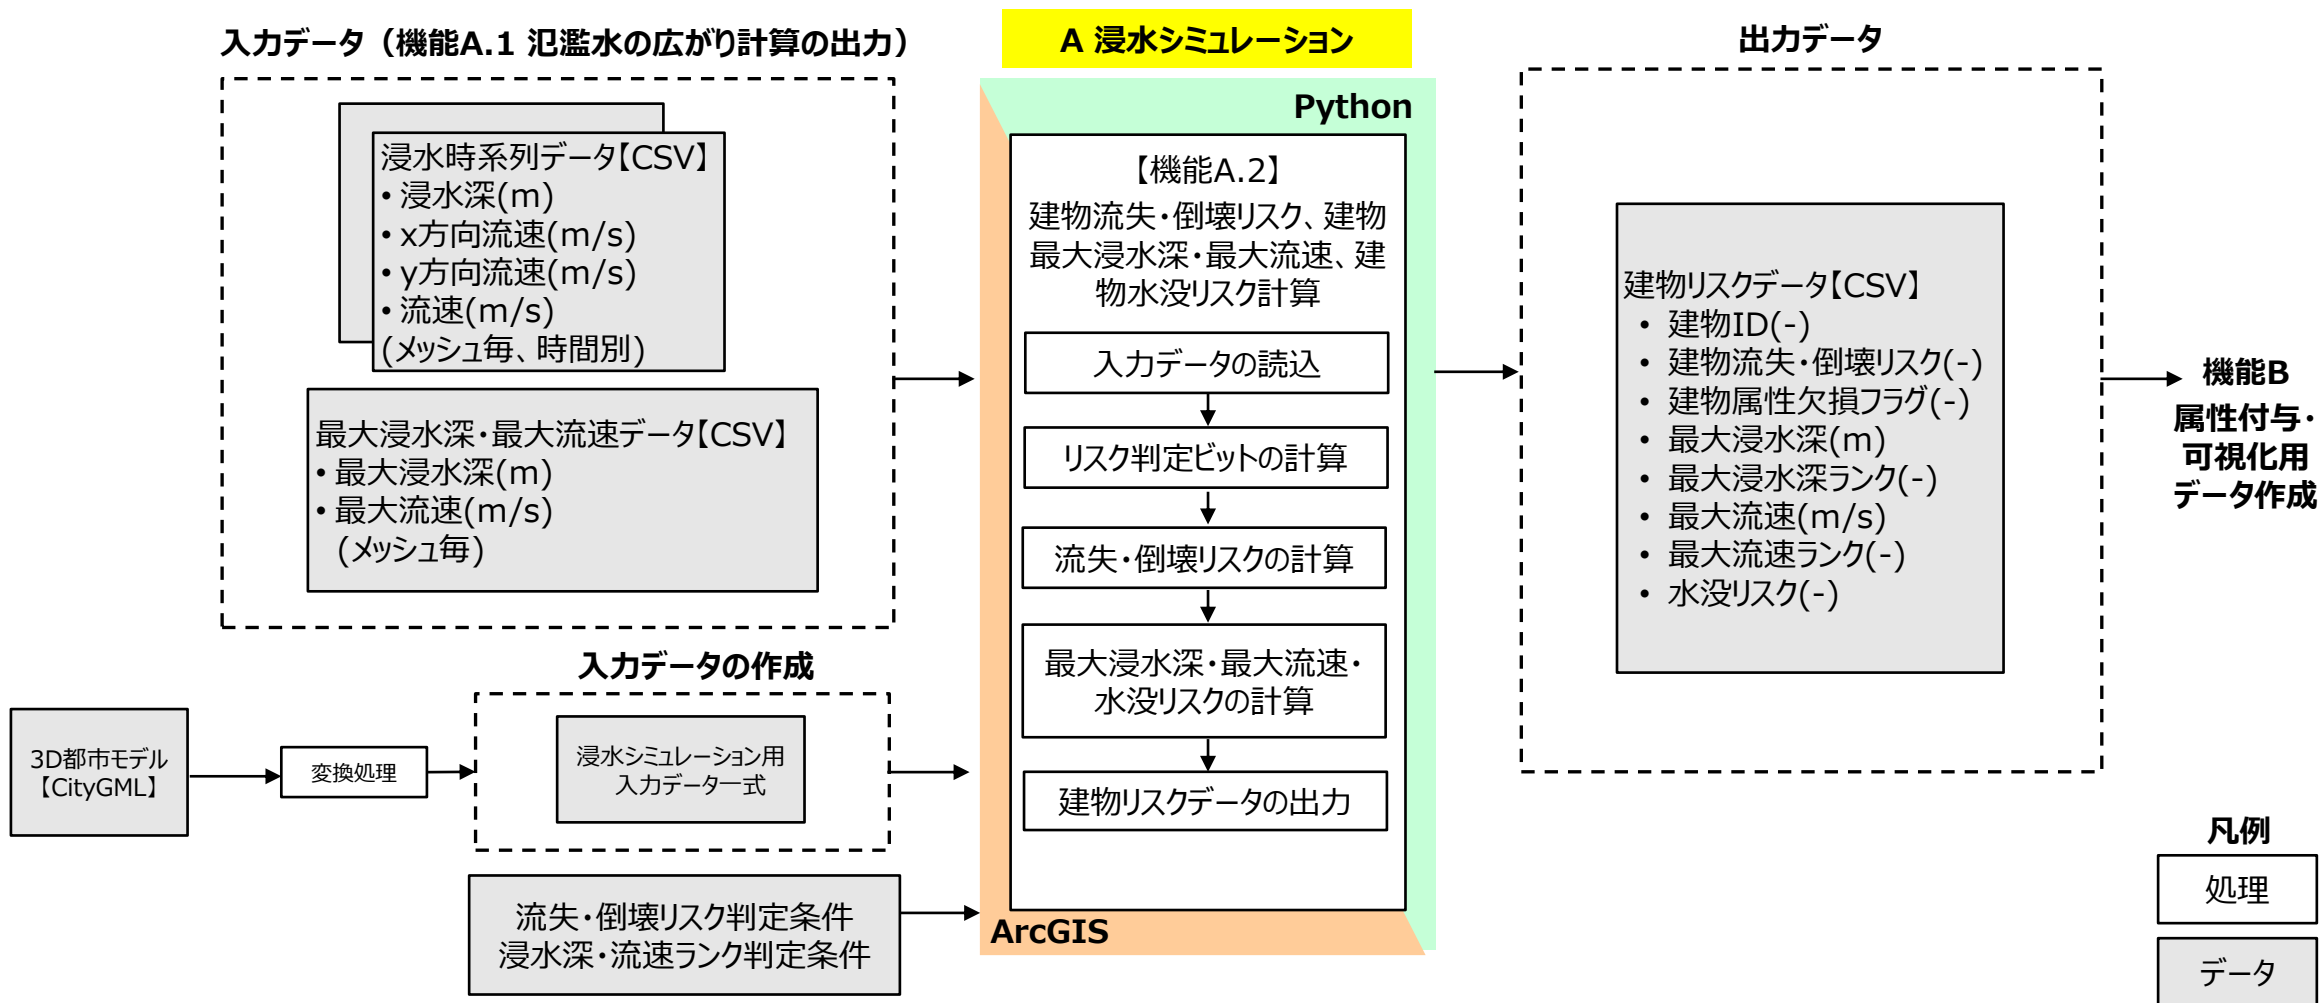 入力データ（機能A.1 氾濫水の広がり計算の出力）
浸水時系列データ【CSV】
• 浸水深(m)
• x方向流速(m/s)
• y方向流速(m/s)
• 流速(m/s)
(メッシュ毎、時間別)
最大浸水深・最大流速データ【CSV】
• 最大浸水深(m)
• 最大流速(m/s)
(メッシュ毎)
入力データの作成
3D都市モデル
【CityGML】
変換処理
浸水シミュレーション用
入力データ一式
流失・倒壊リスク判定条件
浸水深・流速ランク判定条件
A 浸水シミュレーション
Python
【機能A.2】
建物流失・倒壊リスク、建物
最大浸水深・最大流速、建
物水没リスク計算
入力データの読込
リスク判定ビットの計算
流失・倒壊リスクの計算
最大浸水深・最大流速・
水没リスクの計算
建物リスクデータの出力
ArcGIS
出力データ
建物リスクデータ【CSV】
• 建物ID(-)
• 建物流失・倒壊リスク(-)
• 建物属性欠損フラグ(-)
• 最大浸水深(m)
• 最大浸水深ランク(-)
• 最大流速(m/s)
• 最大流速ランク(-)
• 水没リスク(-)
機能B
属性付与・
可視化用
データ作成
凡例
処理
データ